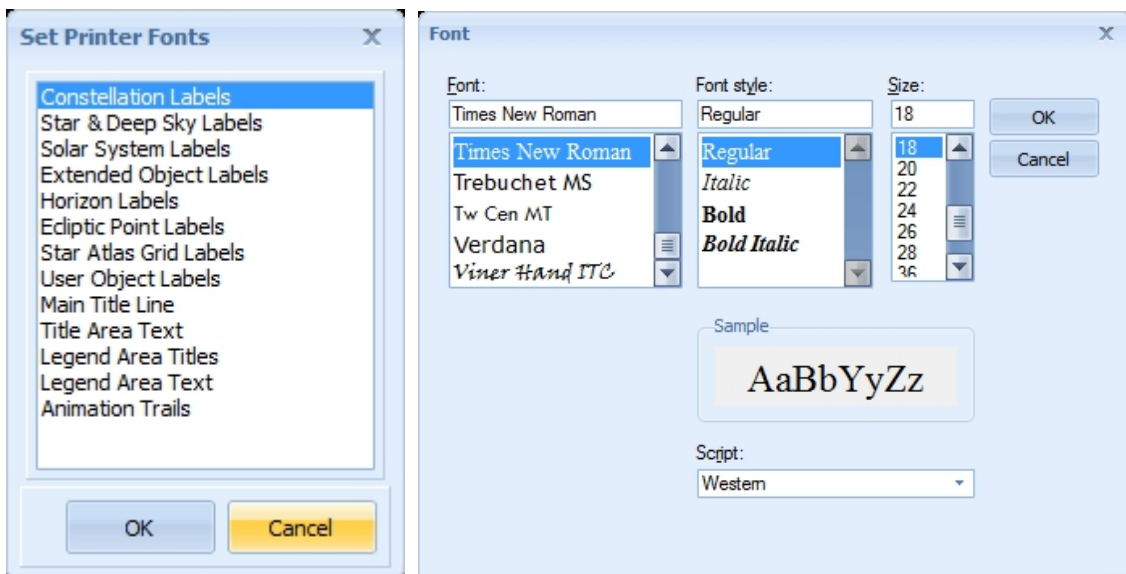 Set Printer Fonts
Constellation Labels
Star & Deep Sky Labels
Solar System Labels
Extended Object Labels
Horizon Labels
Ecliptic Point Labels
Star Atlas Grid Labels
User Object Labels
Main Title Line
Title Area Text
Legend Area Titles
Legend Area Text
Animation Trails
OK
Cancel
Font
Font:
Times New Roman
Times New Roman
Trebuchet MS
Tw Cen MT
Verdana
Viner Hand ITC
Font style:
Regular
Regular
Italic
Bold
Bold Italic
Size:
18
18
20
22
24
26
28
36
OK
Cancel
Sample
AaBbYyZz
Script:
Western